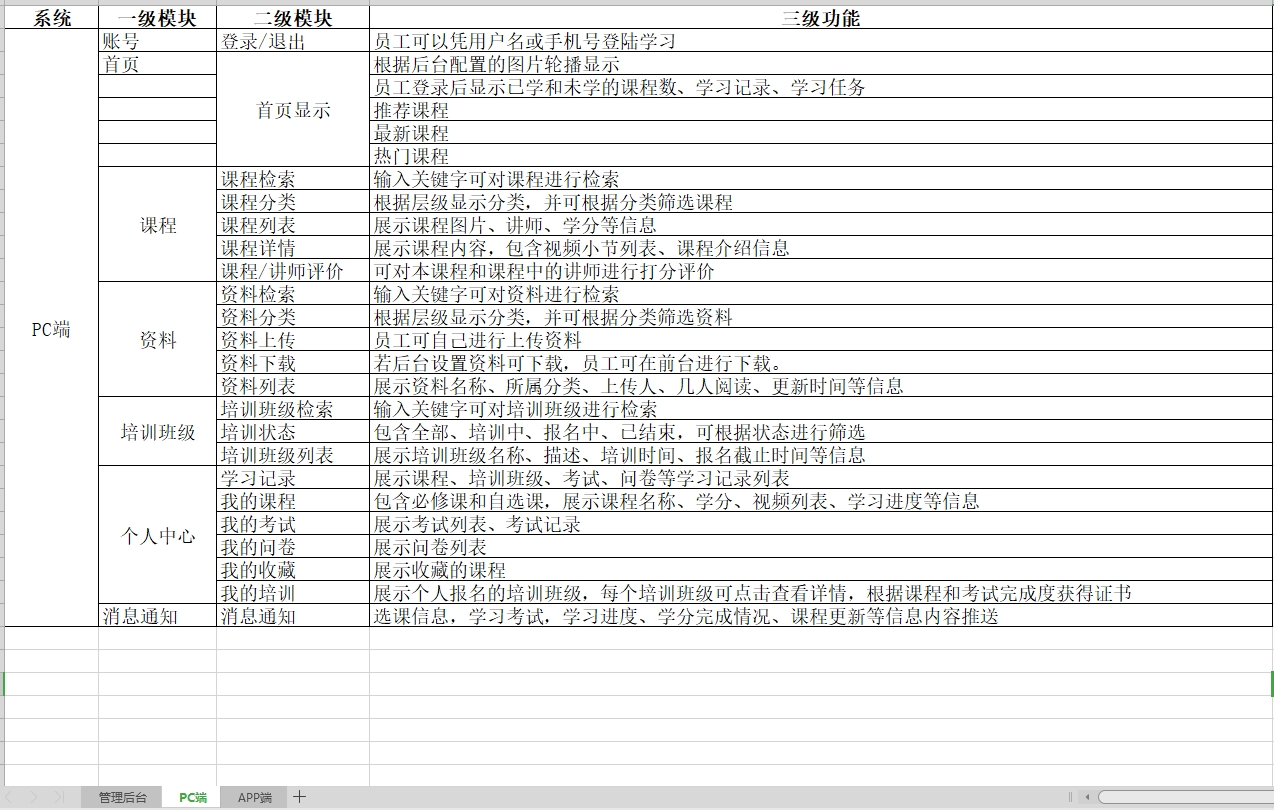 系统 一级模块 二级模块 三级功能
账号 登录/退出 员工可以凭用户名或手机号登陆学习
首页 根据后台配置的图片轮播显示
员工登录后显示已学和未学的课程数、学习记录、学习任务
首页显示 推荐课程
最新课程
热门课程
课程检索 输入关键字可对课程进行检索
课程分类 根据层级显示分类，并可根据分类筛选课程
课程 课程列表 展示课程图片、讲师、学分等信息
课程详情 展示课程内容，包含视频小节列表、课程介绍信息
课程/讲师评价 可对本课程和课程中的讲师进行打分评价
资料检索 输入关键字可对资料进行检索
资料分类 根据层级显示分类，并可根据分类筛选资料
PC端 资料 资料上传 员工可自己进行上传资料
资料下载 若后台设置资料可下载，员工可在前台进行下载。
资料列表 展示资料名称、所属分类、上传人、几人阅读、更新时间等信息
培训班级检索 输入关键字可对培训班级进行检索
培训班级 培训状态 包含全部、培训中、报名中、已结束，可根据状态进行筛选
培训班级列表 展示培训班级名称、描述、培训时间、报名截止时间等信息
学习记录 展示课程、培训班级、考试、问卷等学习记录列表
我的课程 包含必修课和自选课，展示课程名称、学分、视频列表、学习进度等信息
个人中心 我的考试 展示考试列表、考试记录
我的问卷 展示问卷列表
我的收藏 展示收藏的课程
我的培训 展示个人报名的培训班级，每个培训班级可点击查看详情，根据课程和考试完成度获得证书
消息通知 消息通知 选课信息，学习考试，学习进度、学分完成情况、课程更新等信息内容推送
管理后台 PC端 APP端